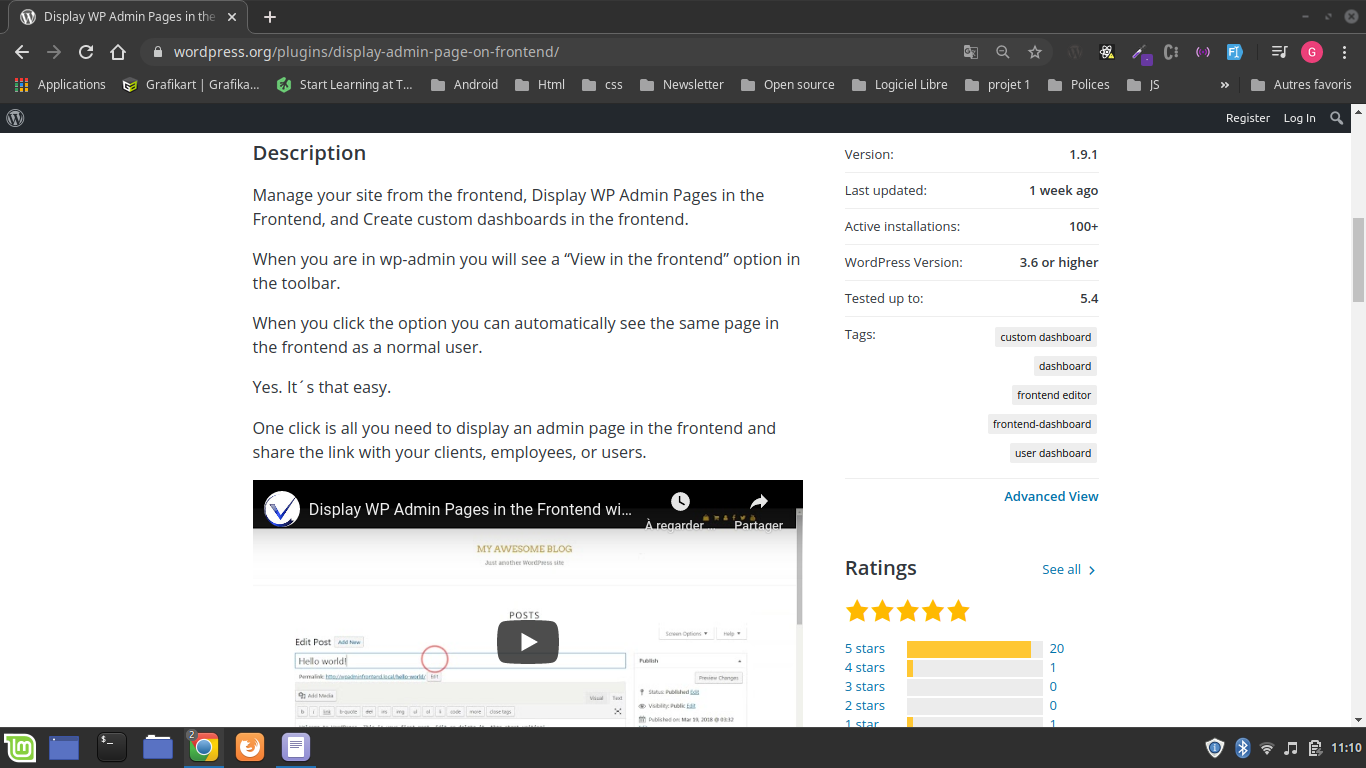 Display WP Admin Pages in the
wordpress.org/plugins/display-admin-page-on-frontend/
G
Applications
Grafikart | Grafika...
Start Learning at T...
Android
Html
css
Newsletter
Open source
Logiciel Libre
projet 1
Polices
JS
»
Autres favoris
Register
Log In
Description
Manage your site from the frontend, Display WP Admin Pages in the
Frontend, and Create custom dashboards in the frontend.
When you are in wp-admin you will see a “View in the frontend” option in
the toolbar.
When you click the option you can automatically see the same page in
the frontend as a normal user.
Yes. It´s that easy.
One click is all you need to display an admin page in the frontend and
share the link with your clients, employees, or users.
Display WP Admin Pages in the Frontend wi...
À regarder ...
Partager
MY AWESOME BLOG
Just another WordPress site
POSTS
Edit Post
Add New
Screen Options
Help
Hello world!
Permalink: http://wpadminfrontend.local/hello-world/
Edit
Add Media
Visual
Text
b
i
link
b-quote
del
ins
img
ul
ol
li
code
more
close tags
Publish
Preview Changes
Status: Published Edit
Visibility: Public Edit
Published on: Mar 19, 2018 @ 03:32
Version:
1.9.1
Last updated:
1 week ago
Active installations:
100+
WordPress Version:
3.6 or higher
Tested up to:
5.4
Tags:
custom dashboard
dashboard
frontend editor
frontend-dashboard
user dashboard
Advanced View
Ratings
See all
5 stars
20
4 stars
1
3 stars
0
2 stars
0
1 star
1
$_
2
11:10